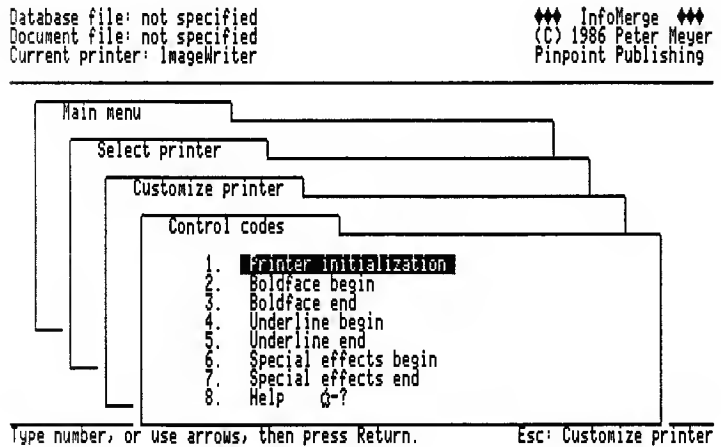 Database file: not specified
Document file: not specified
Current printer: ImageWriter
♦♦♦ InfoMerge ♦♦♦
(C) 1986 Peter Meyer
Pinpoint Publishing
Main menu
Select printer
Customize printer
Control codes
1. Printer initialization
2. Boldface begin
3. Boldface end
4. Underline begin
5. Underline end
6. Special effects begin
7. Special effects end
8. Help -?
Type number, or use arrows, then press Return.
Esc: Customize printer